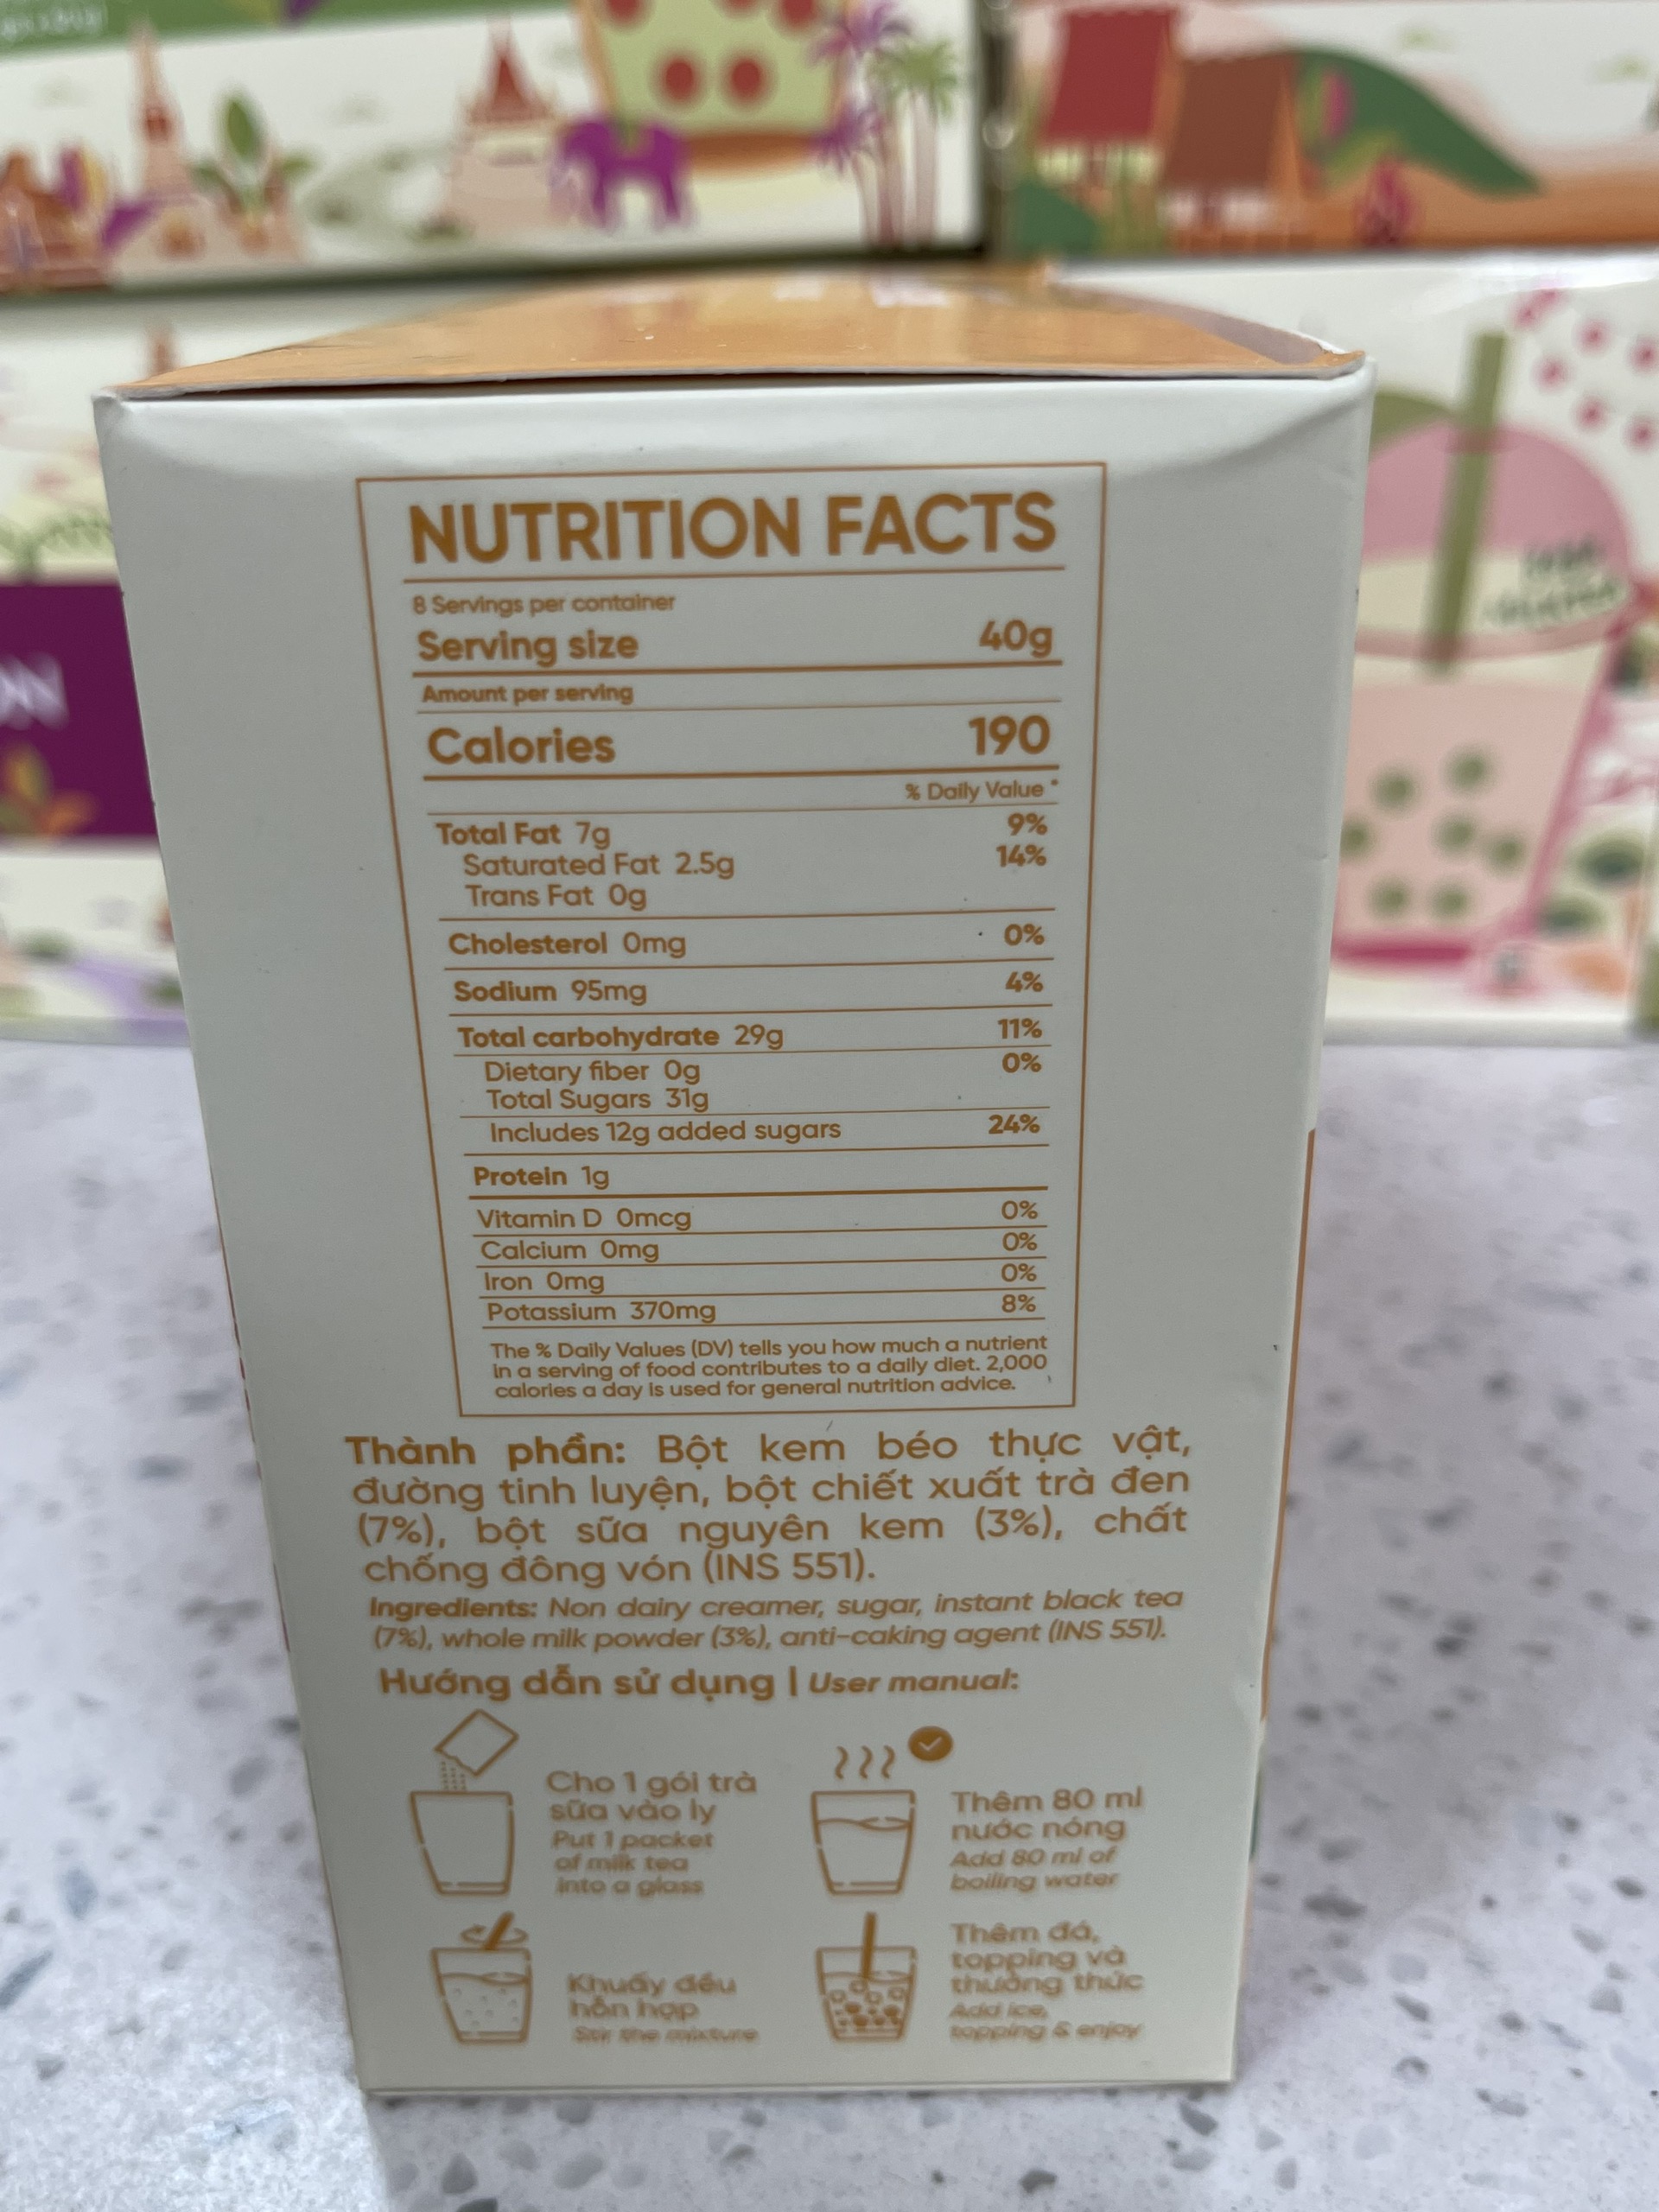 NUTRITION FACTS
8 Servings per container
Serving size 40g
Amount per serving
Calories 190
% Daily Value *
Total Fat 7g 9%
Saturated Fat 2.5g 14%
Trans Fat 0g
Cholesterol 0mg 0%
Sodium 95mg 4%
Total carbohydrate 29g 11%
Dietary fiber 0g 0%
Total Sugars 31g
Includes 12g added sugars 24%
Protein 1g
Vitamin D 0mcg 0%
Calcium 0mg 0%
Iron 0mg 0%
Potassium 370mg 8%
The % Daily Values (DV) tells you how much a nutrient
in a serving of food contributes to a daily diet. 2,000
calories a day is used for general nutrition advice.
Thành phần: Bột kem béo thực vật,
đường tinh luyện, bột chiết xuất trà đen
(7%), bột sữa nguyên kem (3%), chất
chống đông vón (INS 551).
Ingredients: Non dairy creamer, sugar, instant black tea
(7%), whole milk powder (3%), anti-caking agent (INS 551).
Hướng dẫn sử dụng | User manual:
Cho 1 gói trà
sữa vào ly
Put 1 packet
of milk tea
into a glass
Thêm 80 ml
nước nóng
Add 80 ml of
boiling water
Khuấy đều
hỗn hợp
Stir the mixture
Thêm đá,
topping và
thưởng thức
Add ice,
topping & enjoy